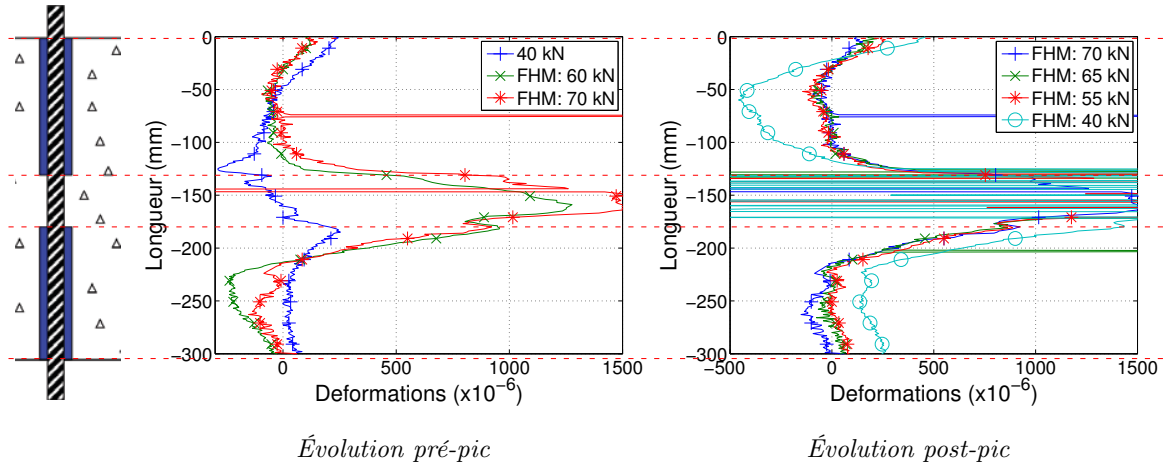 0
−50
−100
−150
−200
−250
−300
Longueur (mm)
0
500
1000
1500
Deformations (x10⁻⁶)
40 kN
FHM: 60 kN
FHM: 70 kN
Évolution pré-pic
0
−50
−100
−150
−200
−250
−300
Longueur (mm)
−500
0
500
1000
1500
Deformations (x10⁻⁶)
FHM: 70 kN
FHM: 65 kN
FHM: 55 kN
FHM: 40 kN
Évolution post-pic